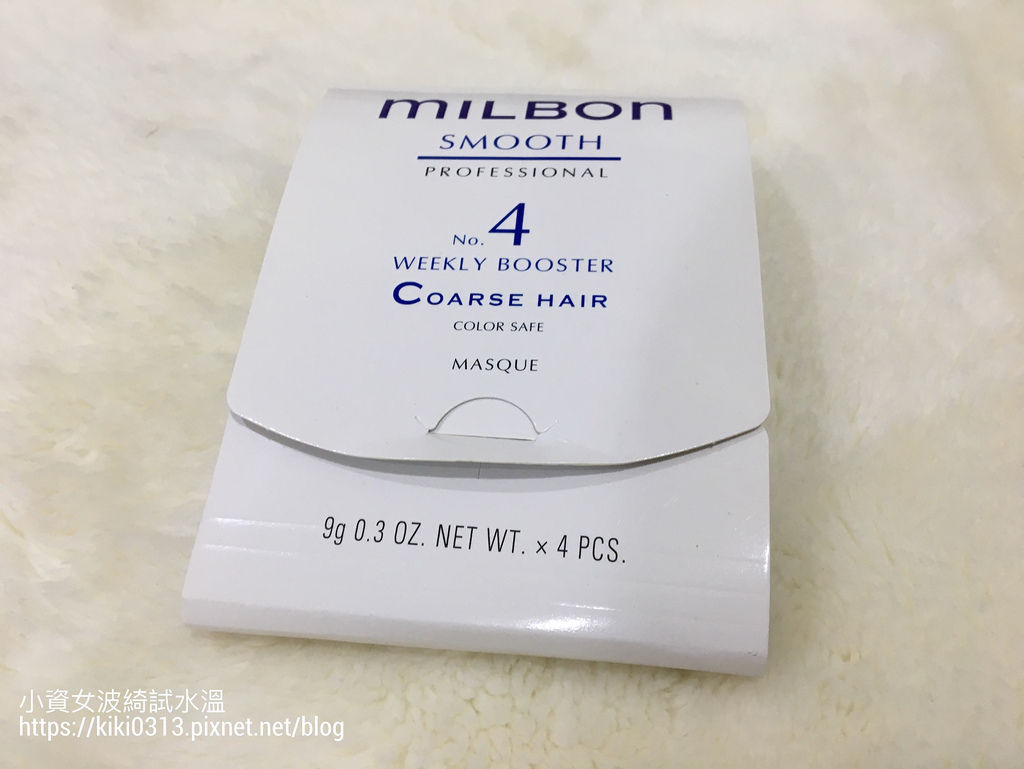 MILBON
SMOOTH
PROFESSIONAL
No. 4
WEEKLY BOOSTER
COARSE HAIR
COLOR SAFE
MASQUE
9g 0.3 OZ. NET WT. × 4 PCS.
小資女波綺試水溫
https://kiki0313.pixnet.net/blog